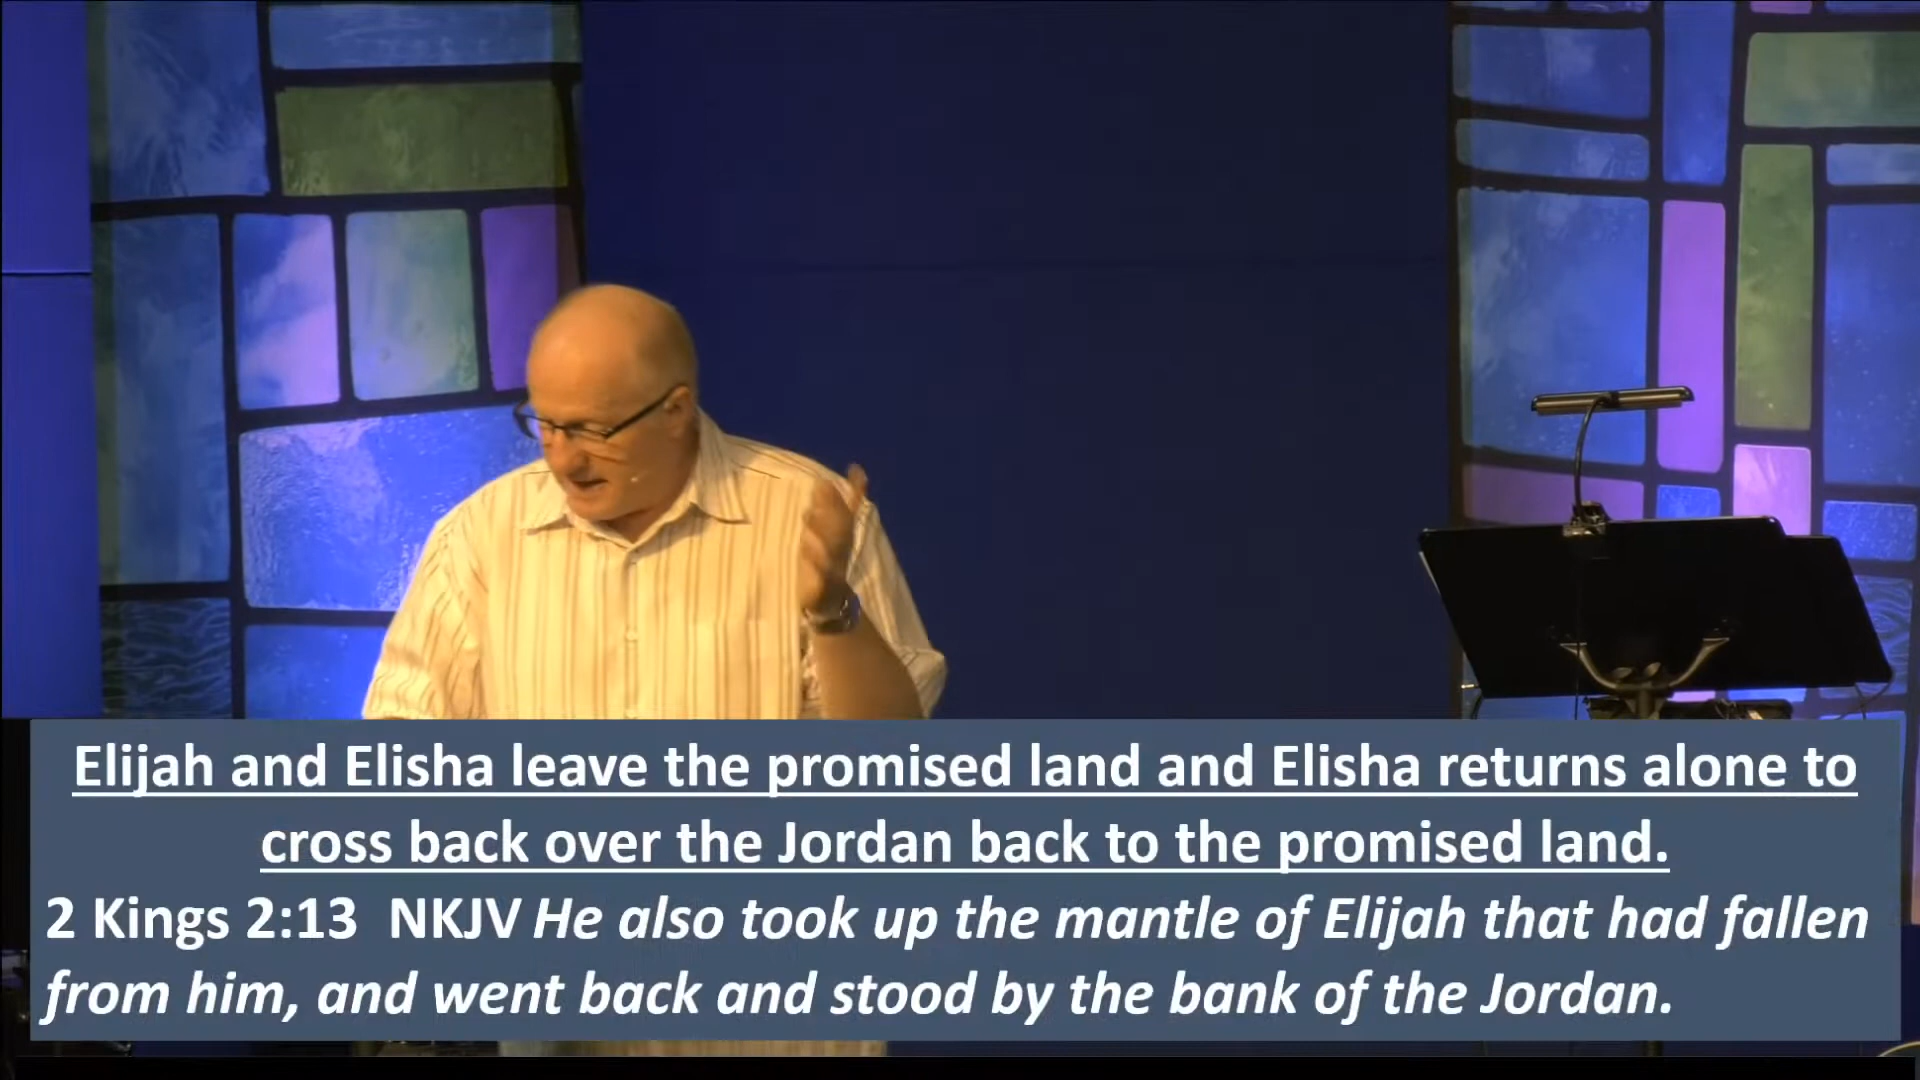 Elijah and Elisha leave the promised land and Elisha returns alone to
cross back over the Jordan back to the promised land.
2 Kings 2:13 NKJV He also took up the mantle of Elijah that had fallen
from him, and went back and stood by the bank of the Jordan.